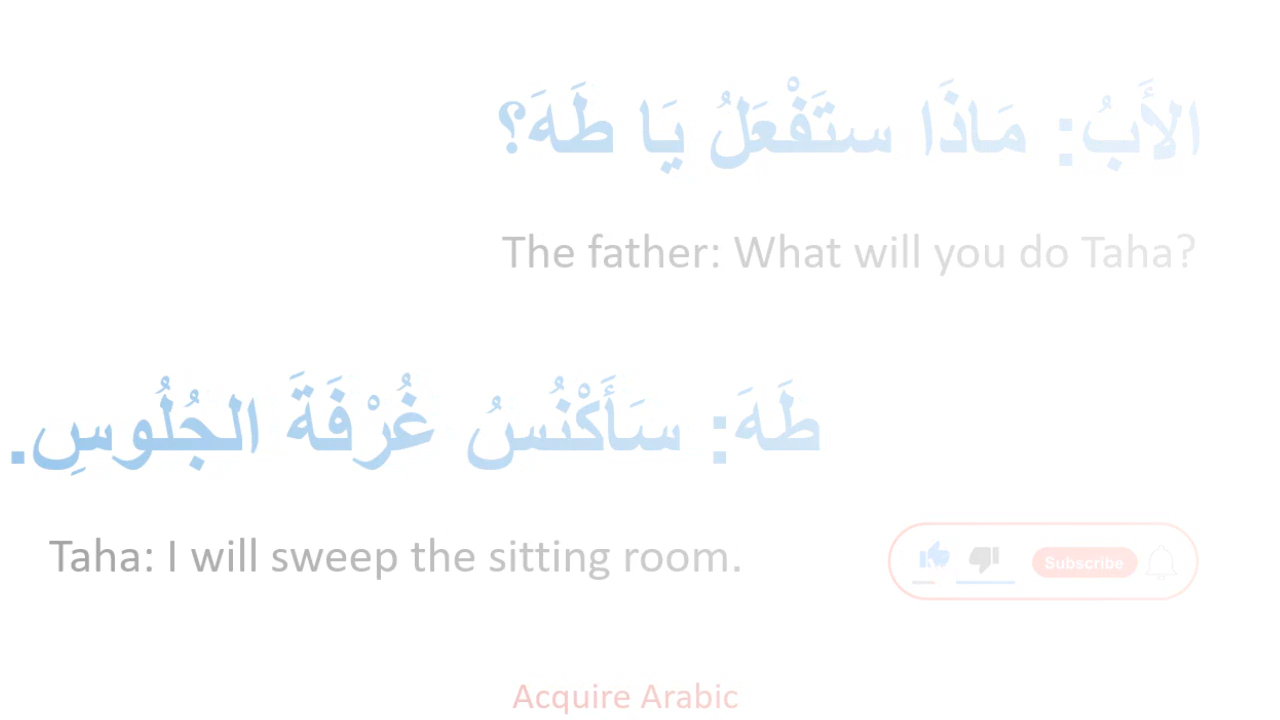 الأَبُ: مَاذَا ستَفْعَلُ يَا طَهَ؟
The father: What will you do Taha?
طَهَ: سَأَكْنُسُ غُرْفَةَ الجُلُوسِ.
Taha: I will sweep the sitting room.
Subscribe
Acquire Arabic